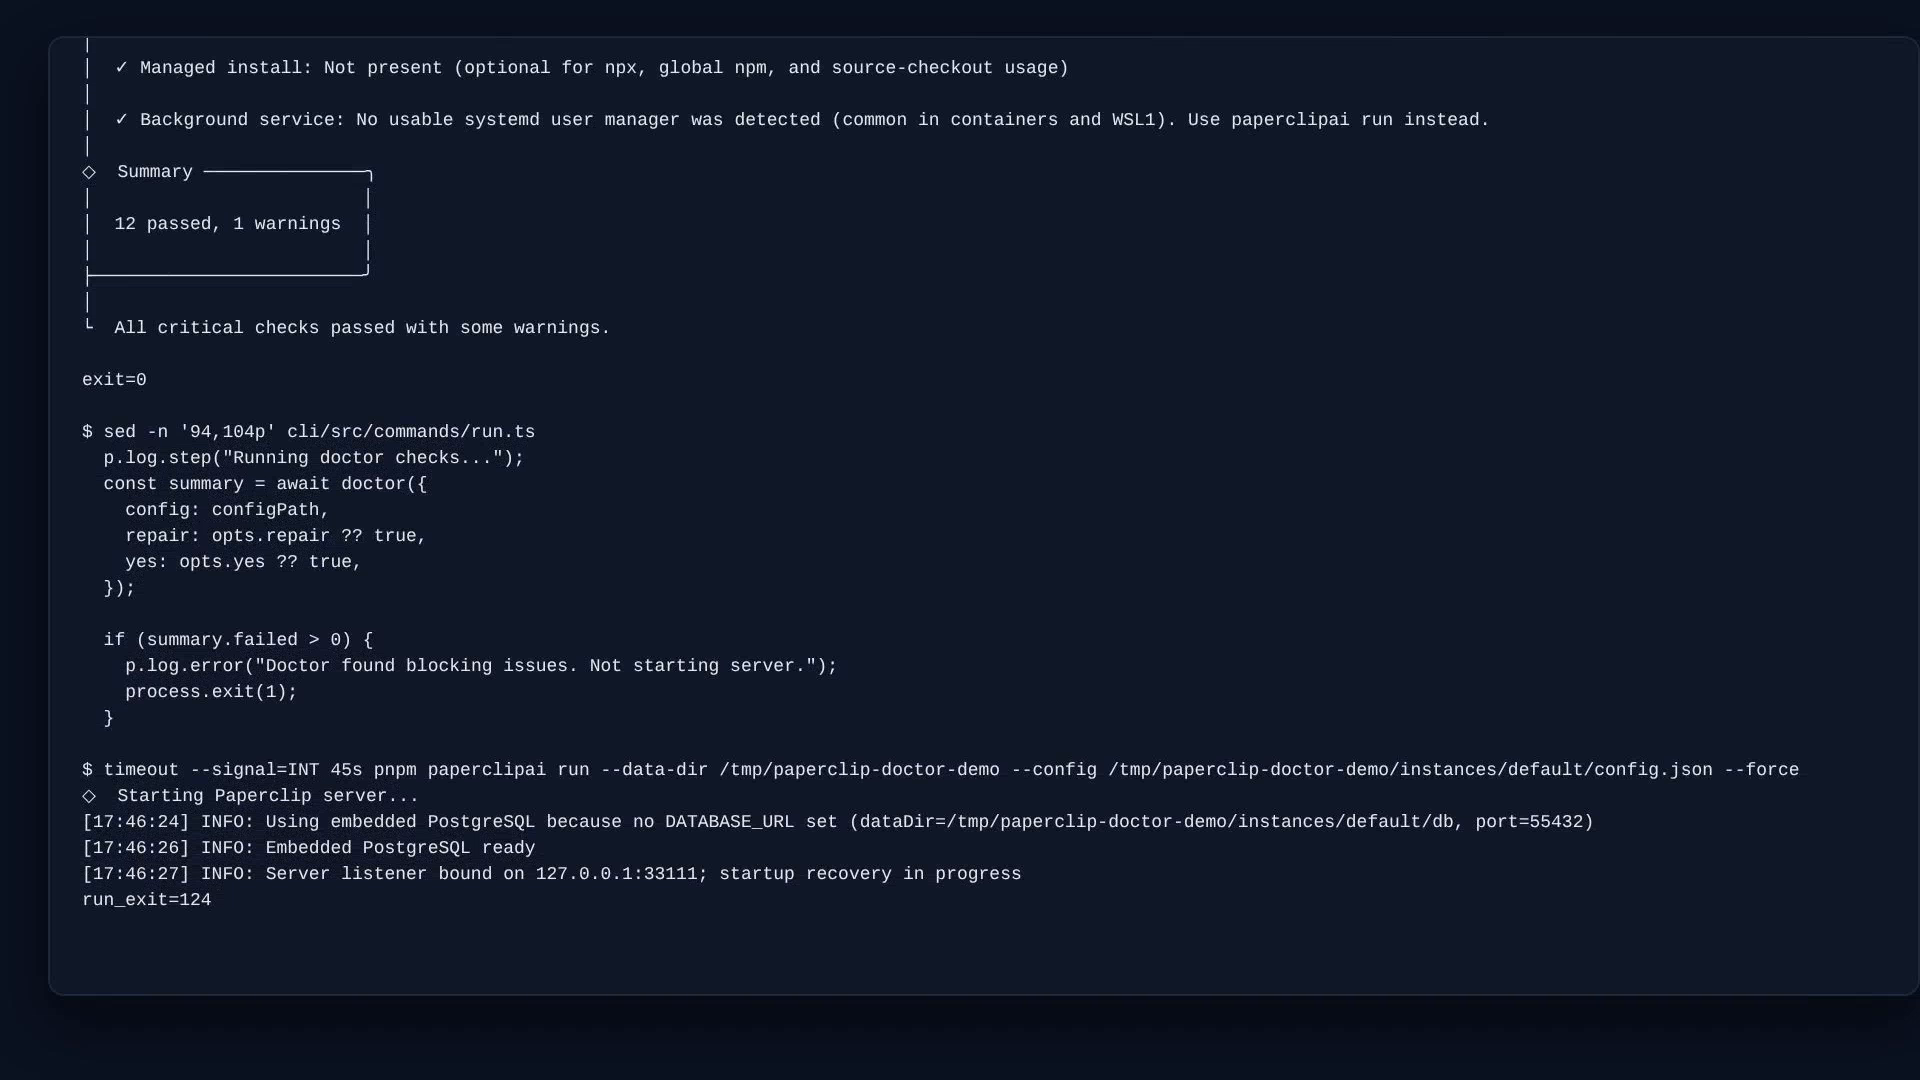 ✓ Managed install: Not present (optional for npx, global npm, and source-checkout usage)
✓ Background service: No usable systemd user manager was detected (common in containers and WSL1). Use paperclipai run instead.
◇  Summary
12 passed, 1 warnings
All critical checks passed with some warnings.
exit=0
$ sed -n '94,104p' cli/src/commands/run.ts
  p.log.step("Running doctor checks...");
  const summary = await doctor({
    config: configPath,
    repair: opts.repair ?? true,
    yes: opts.yes ?? true,
  });
  if (summary.failed > 0) {
    p.log.error("Doctor found blocking issues. Not starting server.");
    process.exit(1);
  }
$ timeout --signal=INT 45s pnpm paperclipai run --data-dir /tmp/paperclip-doctor-demo --config /tmp/paperclip-doctor-demo/instances/default/config.json --force
◇  Starting Paperclip server...
[17:46:24] INFO: Using embedded PostgreSQL because no DATABASE_URL set (dataDir=/tmp/paperclip-doctor-demo/instances/default/db, port=55432)
[17:46:26] INFO: Embedded PostgreSQL ready
[17:46:27] INFO: Server listener bound on 127.0.0.1:33111; startup recovery in progress
run_exit=124